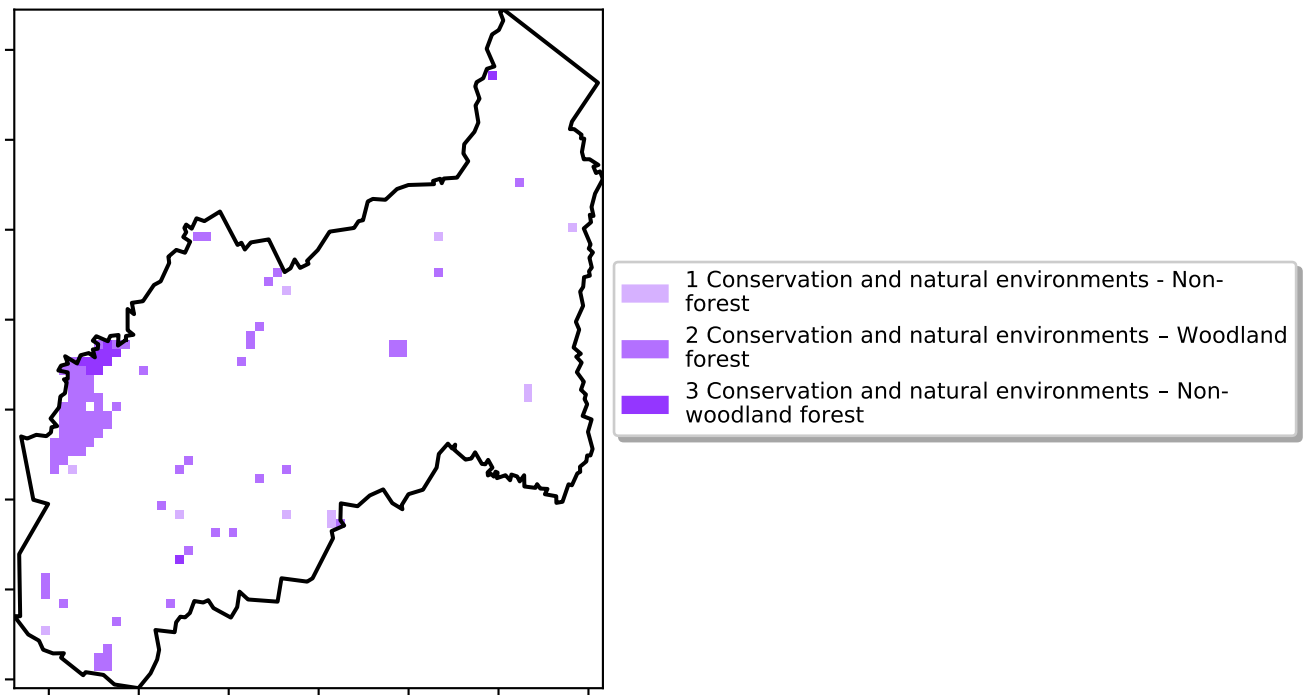 1 Conservation and natural environments - Non-
forest
2 Conservation and natural environments – Woodland
forest
3 Conservation and natural environments – Non-
woodland forest